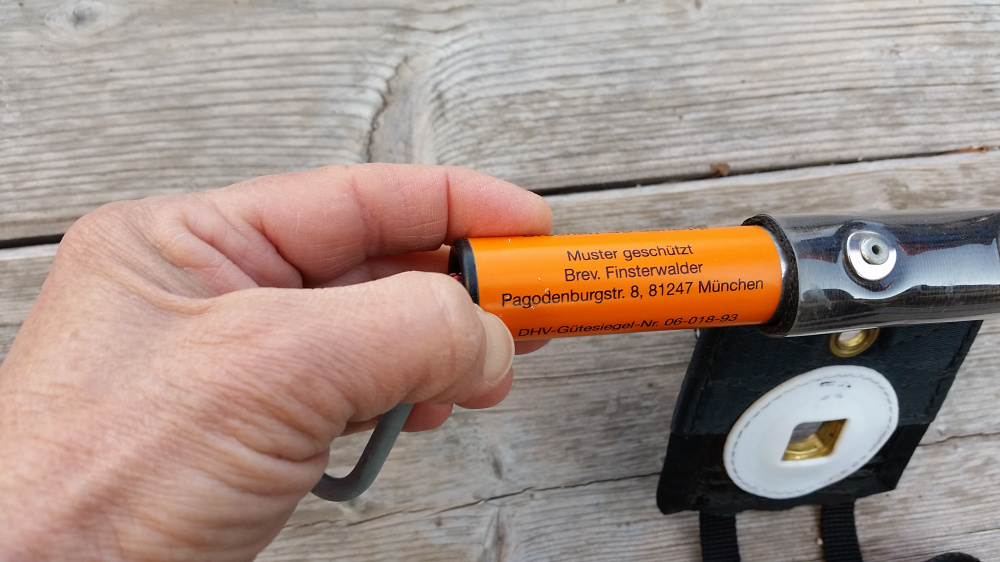 Muster geschützt
Brev. Finsterwalder
Pagodenburgstr. 8, 81247 München
DHV-Gütesiegel-Nr. 06-018-93